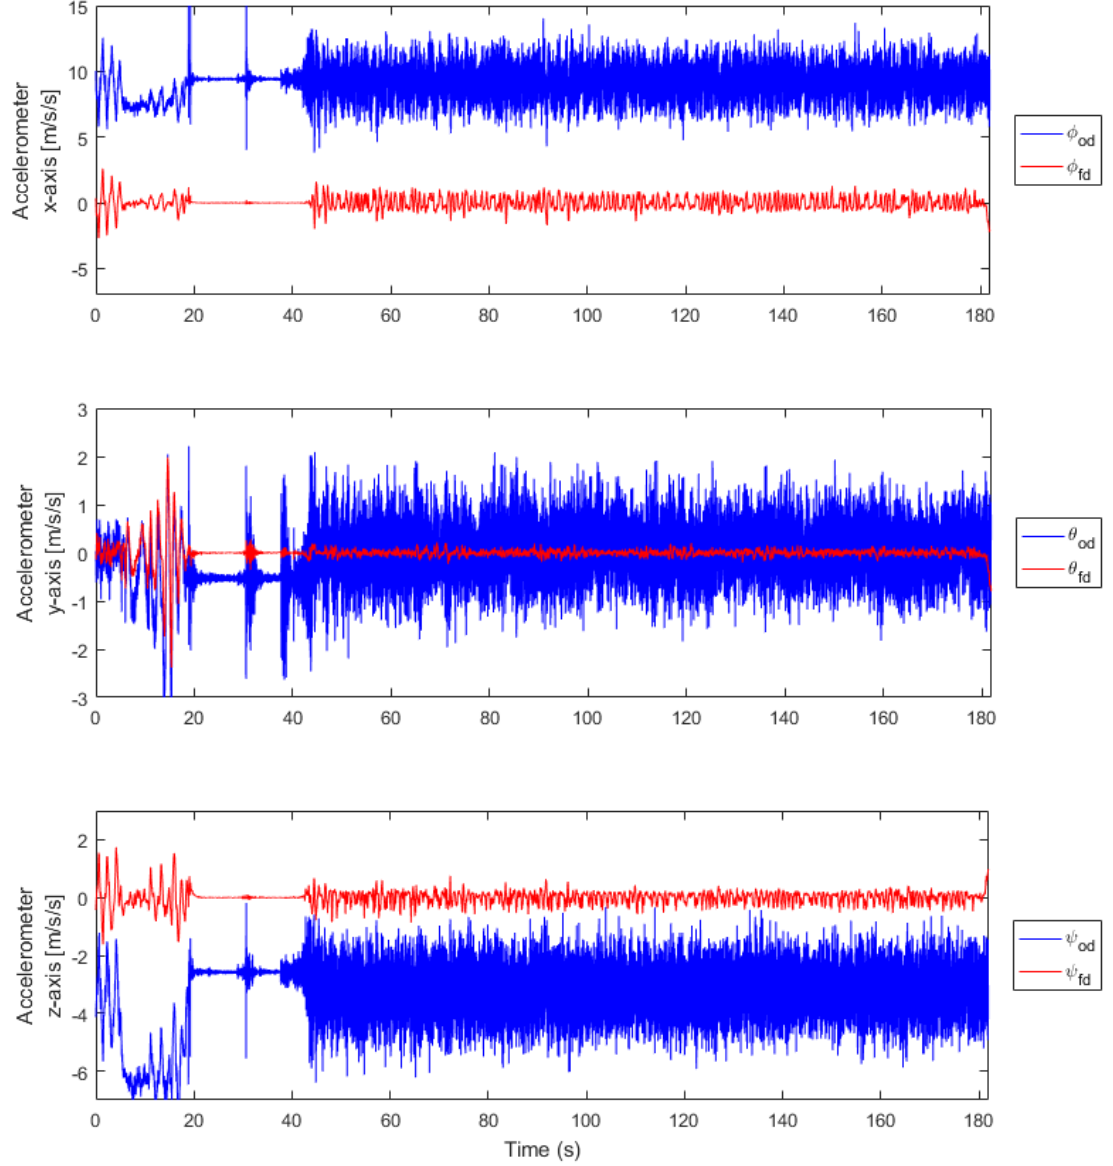 15
10
5
0
-5
0 20 40 60 80 100 120 140 160 180
Accelerometer
x-axis [m/s/s]
ϕod
ϕfd
3
2
1
0
-1
-2
-3
0 20 40 60 80 100 120 140 160 180
Accelerometer
y-axis [m/s/s]
θod
θfd
2
0
-2
-4
-6
0 20 40 60 80 100 120 140 160 180
Accelerometer
z-axis [m/s/s]
ψod
ψfd
Time (s)